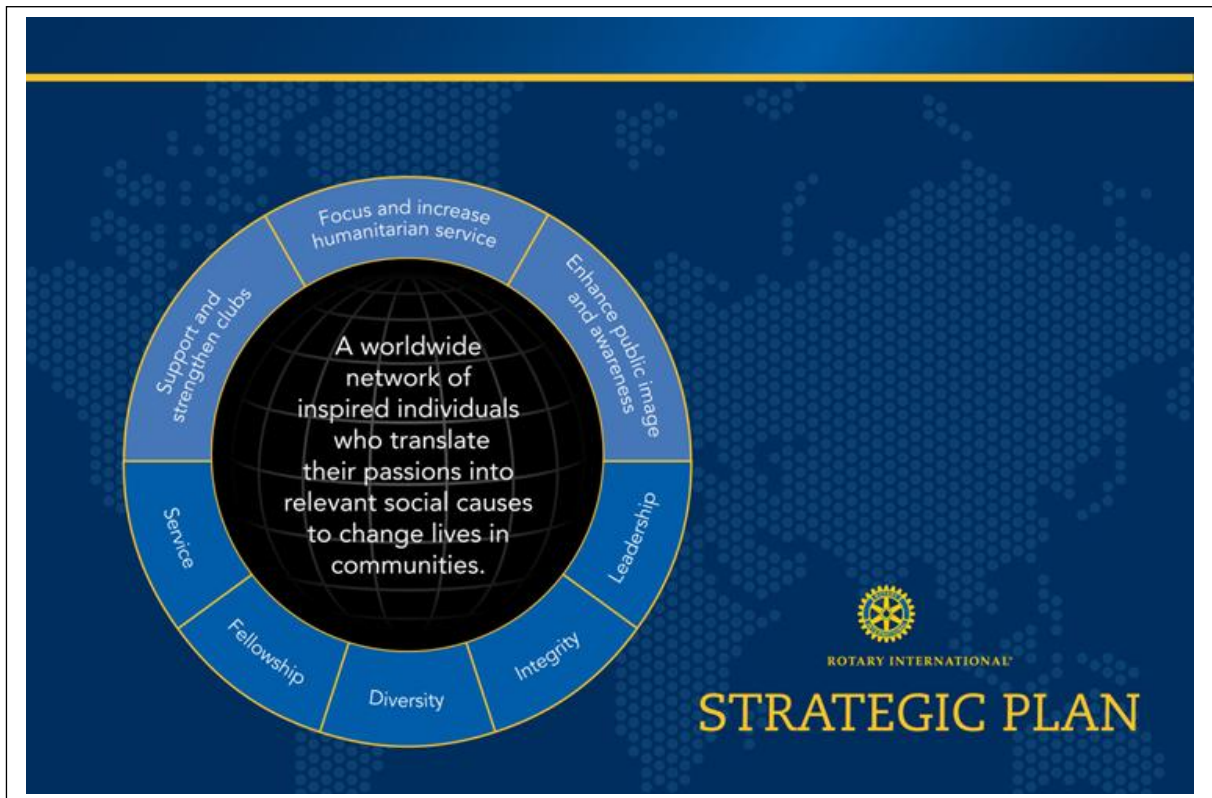 Focus and increase
humanitarian service
Support and
strengthen clubs
Enhance public image
and awareness
A worldwide
network of
inspired individuals
who translate
their passions into
relevant social causes
to change lives in
communities.
Service
Fellowship
Diversity
Integrity
Leadership
ROTARY INTERNATIONAL®
STRATEGIC PLAN